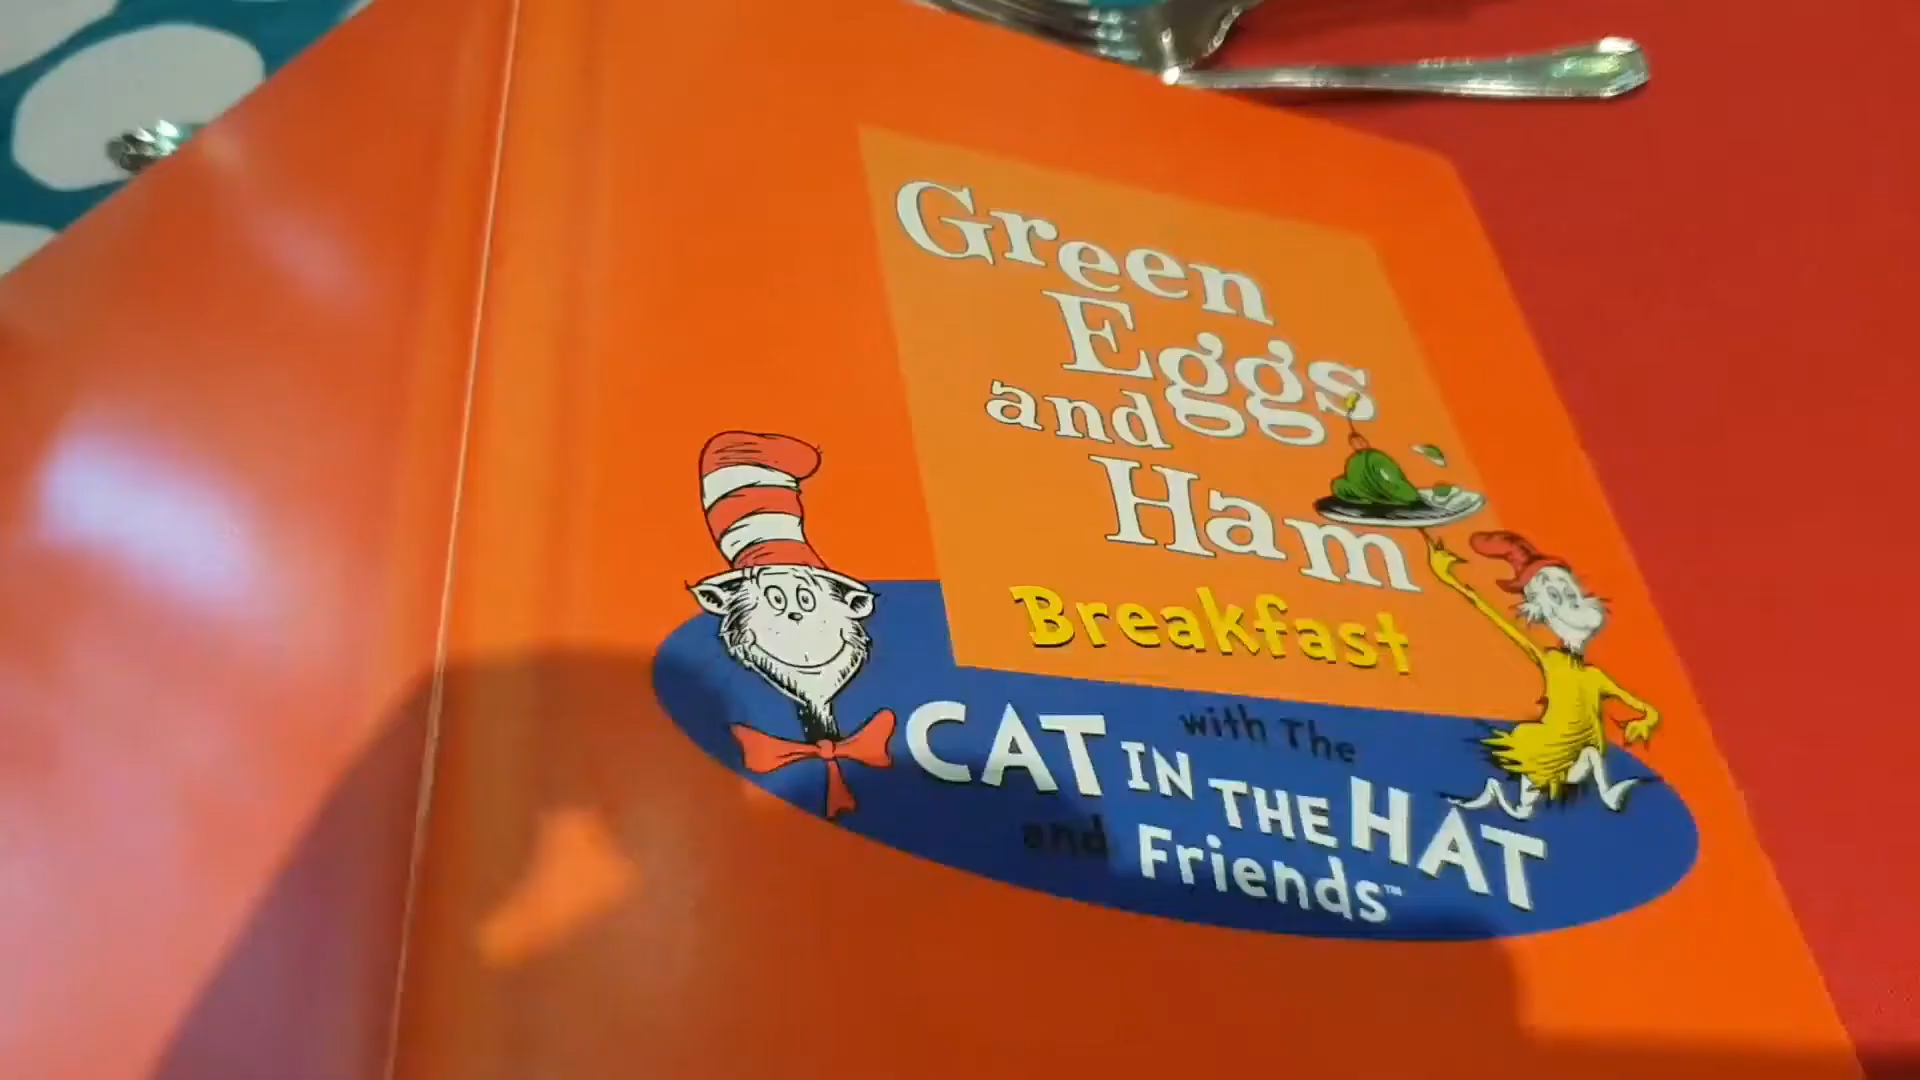 Green
Eggs
and
Ham
Breakfast
with The
CAT IN THE HAT
and Friends™